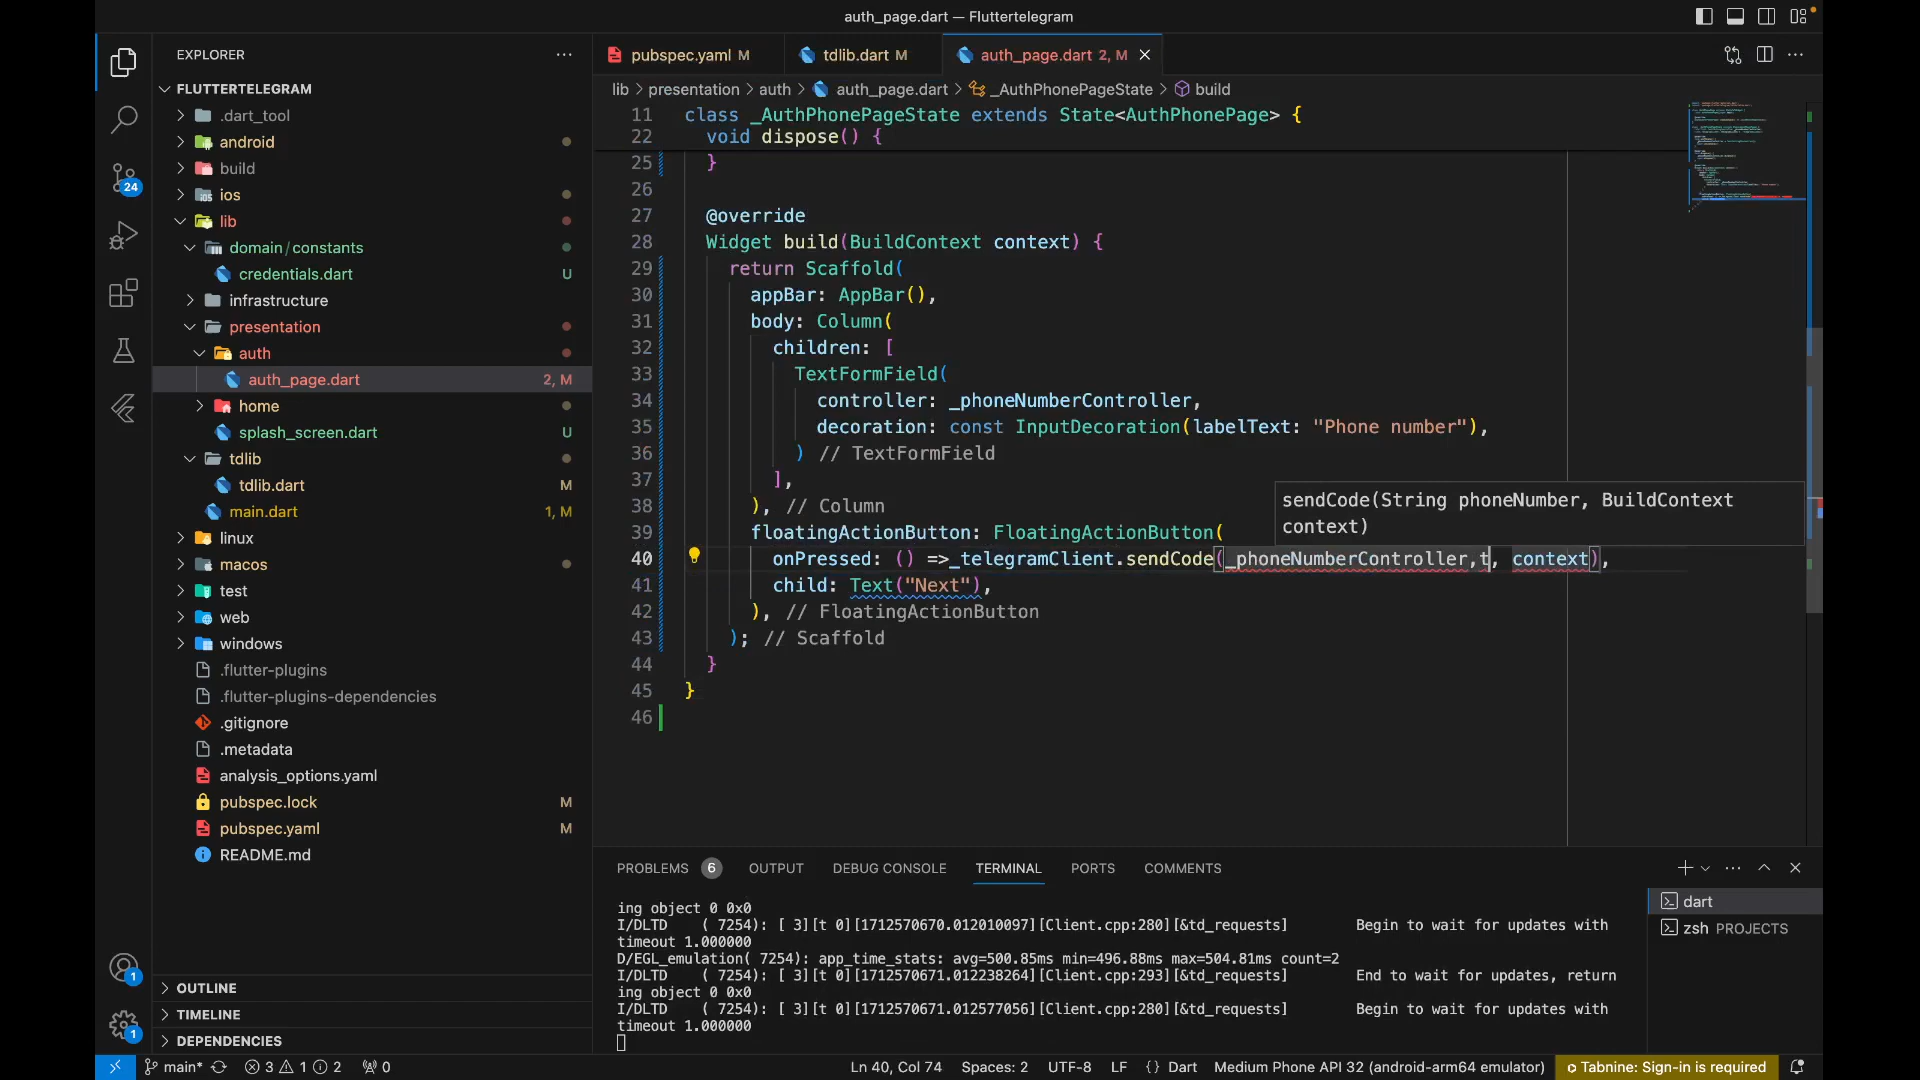 auth_page.dart — Fluttertelegram
EXPLORER
FLUTTERTELEGRAM
.dart_tool
android
build
ios
lib
domain/constants
credentials.dart U
infrastructure
presentation
auth
auth_page.dart 2, M
home
splash_screen.dart U
tdlib
tdlib.dart M
main.dart 1, M
linux
macos
test
web
windows
.flutter-plugins
.flutter-plugins-dependencies
.gitignore
.metadata
analysis_options.yaml
pubspec.lock M
pubspec.yaml M
README.md
OUTLINE
TIMELINE
DEPENDENCIES
24
1
1
pubspec.yaml M
tdlib.dart M
auth_page.dart 2, M
lib > presentation > auth > auth_page.dart > _AuthPhonePageState > build
11 class _AuthPhonePageState extends State<AuthPhonePage> {
22 void dispose() {
25 }
26
27 @override
28 Widget build(BuildContext context) {
29 return Scaffold(
30 appBar: AppBar(),
31 body: Column(
32 children: [
33 TextFormField(
34 controller: _phoneNumberController,
35 decoration: const InputDecoration(labelText: "Phone number"),
36 ) // TextFormField
37 ],
38 ), // Column
39 floatingActionButton: FloatingActionButton(
40 onPressed: () =>_telegramClient.sendCode(_phoneNumberController,t, context),
41 child: Text("Next"),
42 ), // FloatingActionButton
43 ); // Scaffold
44 }
45 }
46
sendCode(String phoneNumber, BuildContext
context)
PROBLEMS 6 OUTPUT DEBUG CONSOLE TERMINAL PORTS COMMENTS
ing object 0 0x0
I/DLTD ( 7254): [ 3][t 0][1712570670.012010097][Client.cpp:280][&td_requests] Begin to wait for updates with
timeout 1.000000
D/EGL_emulation( 7254): app_time_stats: avg=500.85ms min=496.88ms max=504.81ms count=2
I/DLTD ( 7254): [ 3][t 0][1712570671.012238264][Client.cpp:293][&td_requests] End to wait for updates, return
ing object 0 0x0
I/DLTD ( 7254): [ 3][t 0][1712570671.012577056][Client.cpp:280][&td_requests] Begin to wait for updates with
timeout 1.000000
dart
zsh PROJECTS
main* 3 1 2 0 Ln 40, Col 74 Spaces: 2 UTF-8 LF {} Dart Medium Phone API 32 (android-arm64 emulator) Tabnine: Sign-in is required